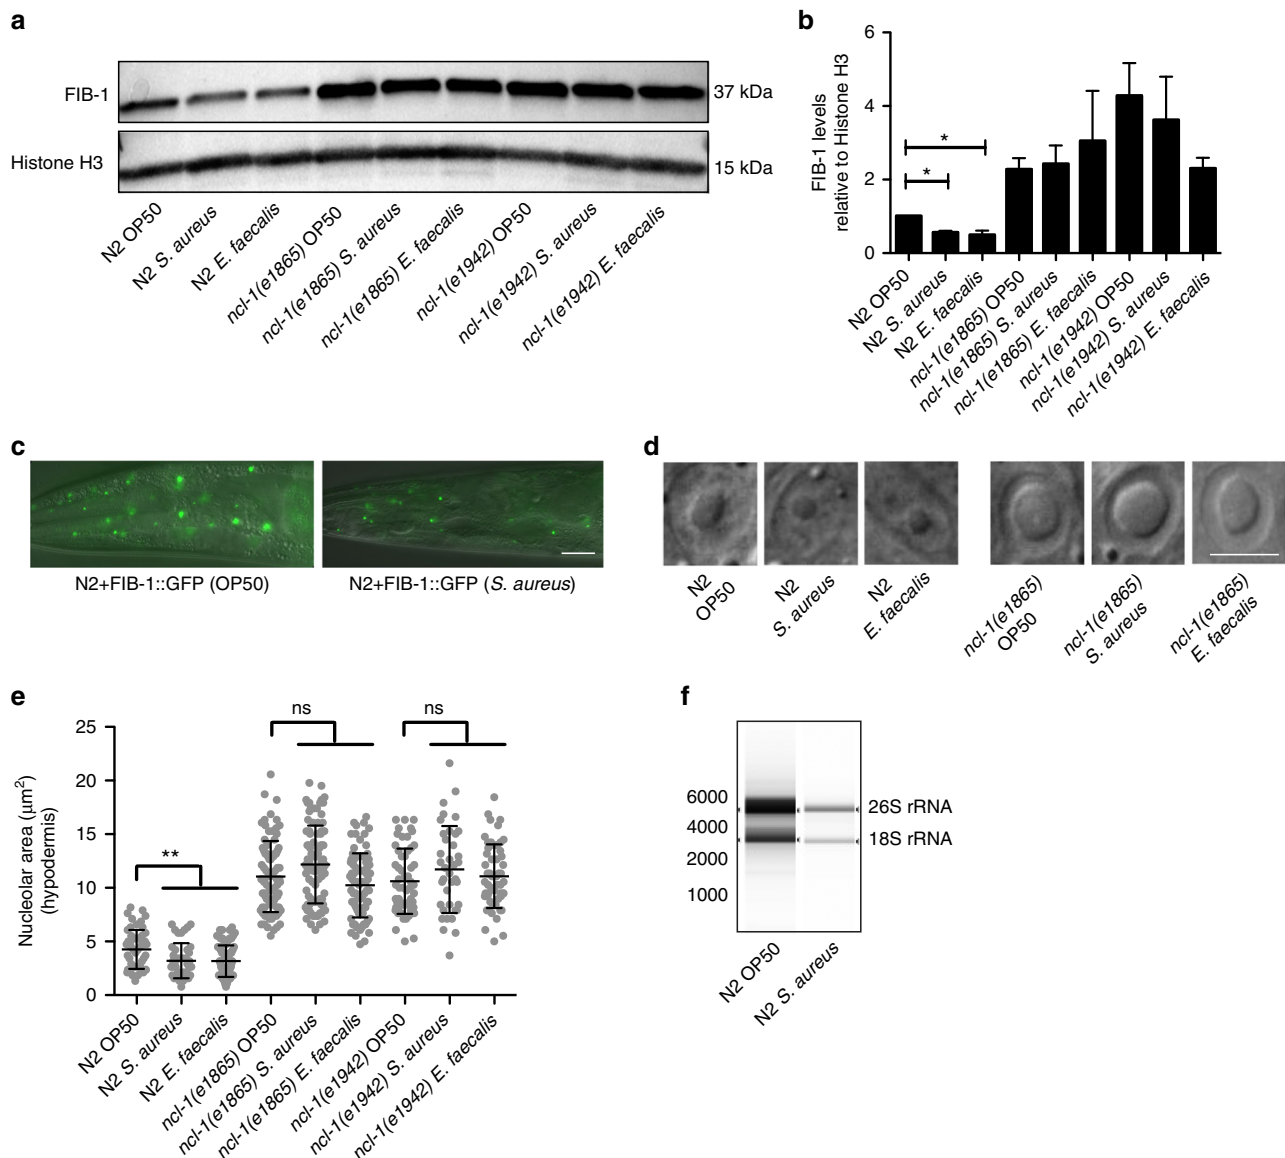 a
FIB-1
37 kDa
Histone H3
15 kDa
N2 OP50
N2 S. aureus
N2 E. faecalis
ncl-1(e1865) OP50
ncl-1(e1865) S. aureus
ncl-1(e1865) E. faecalis
ncl-1(e1942) OP50
ncl-1(e1942) S. aureus
ncl-1(e1942) E. faecalis
b
FIB-1 levels
relative to Histone H3
6
4
2
0
*
*
N2 OP50
N2 S. aureus
N2 E. faecalis
ncl-1(e1865) OP50
ncl-1(e1865) S. aureus
ncl-1(e1865) E. faecalis
ncl-1(e1942) OP50
ncl-1(e1942) S. aureus
ncl-1(e1942) E. faecalis
c
N2+FIB-1::GFP (OP50)
N2+FIB-1::GFP (S. aureus)
d
N2
OP50
N2
S. aureus
N2
E. faecalis
ncl-1(e1865)
OP50
ncl-1(e1865)
S. aureus
ncl-1(e1865)
E. faecalis
e
Nucleolar area (μm²)
(hypodermis)
25
20
15
10
5
0
**
ns
ns
N2 OP50
N2 S. aureus
N2 E. faecalis
ncl-1(e1865) OP50
ncl-1(e1865) S. aureus
ncl-1(e1865) E. faecalis
ncl-1(e1942) OP50
ncl-1(e1942) S. aureus
ncl-1(e1942) E. faecalis
f
6000
4000
2000
1000
26S rRNA
18S rRNA
N2 OP50
N2 S. aureus